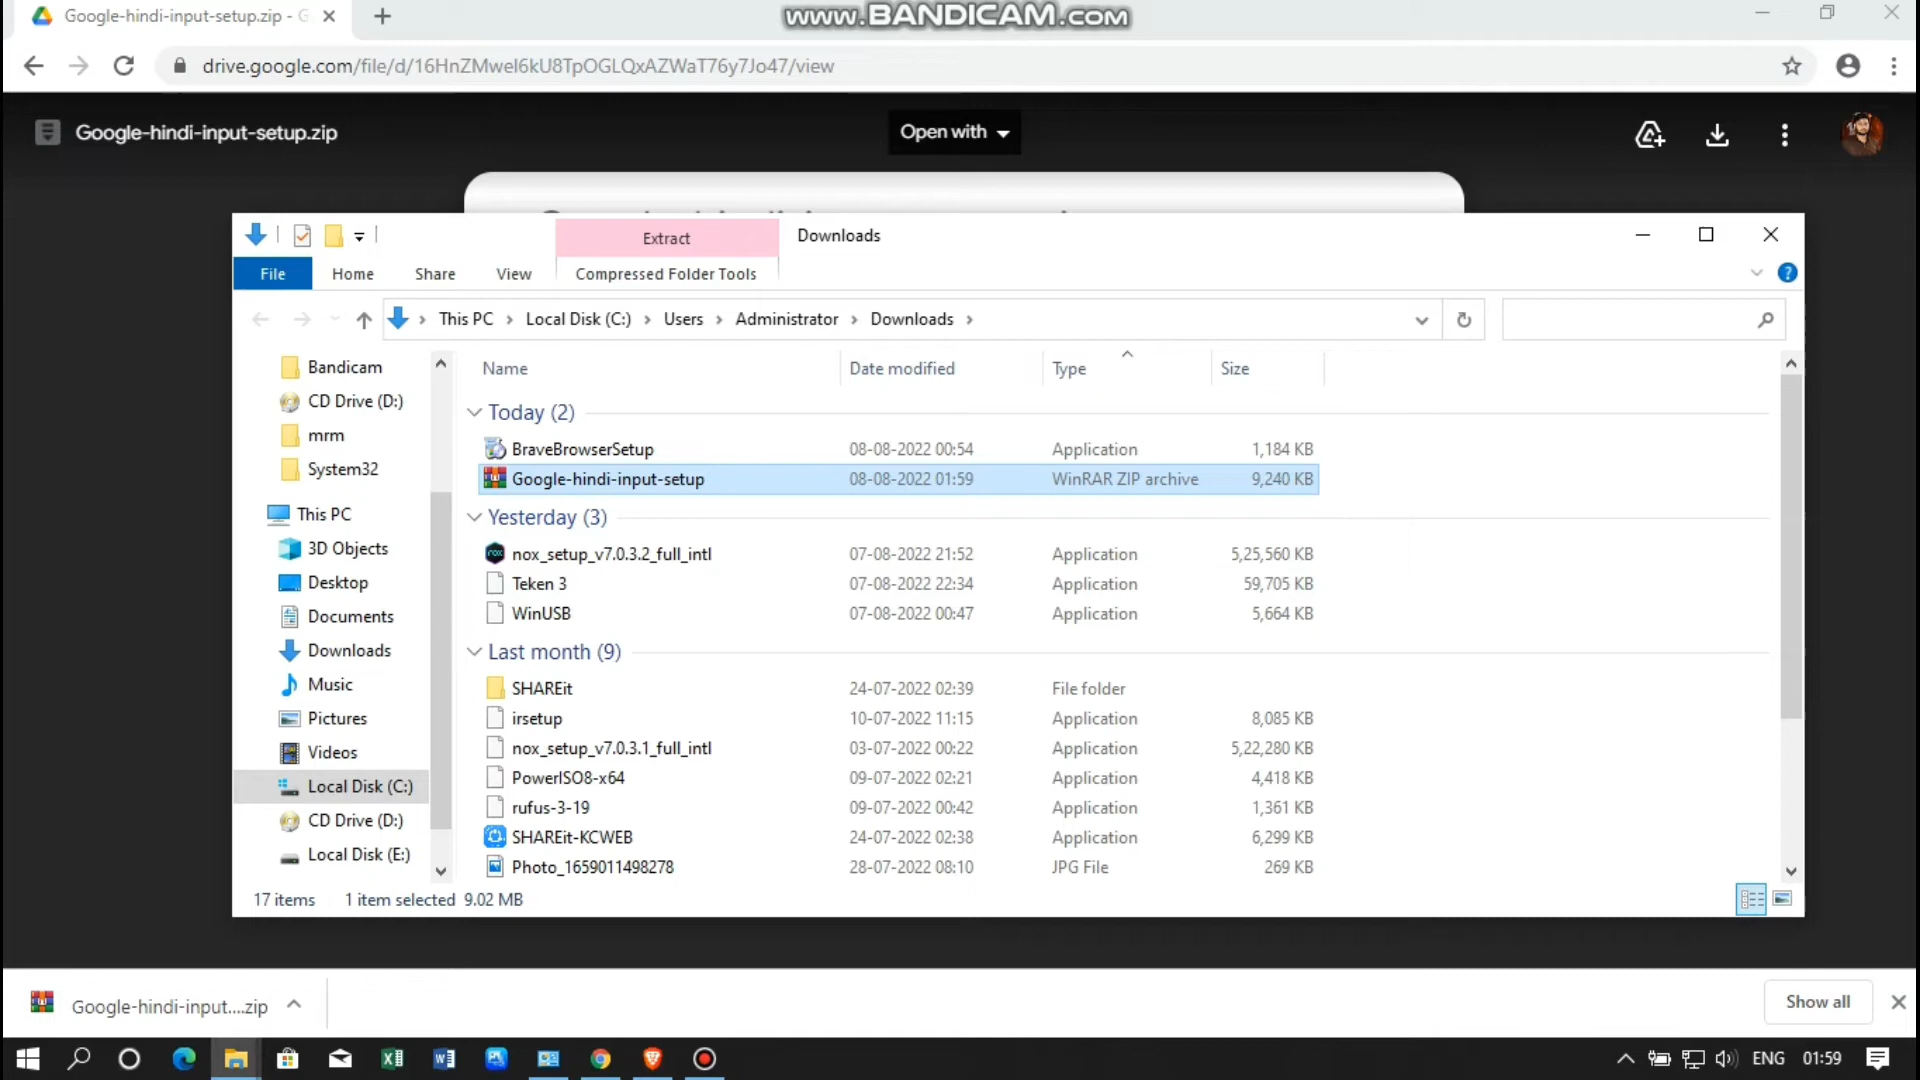 Google-hindi-input-setup.zip - G
www.BANDICAM.com
drive.google.com/file/d/16HnZMwel6kU8TpOGLQxAZWaT76y7Jo47/view
Google-hindi-input-setup.zip
Open with
Extract
Downloads
File
Home
Share
View
Compressed Folder Tools
This PC > Local Disk (C:) > Users > Administrator > Downloads >
Name Date modified Type Size
Bandicam
CD Drive (D:)
mrm
System32
This PC
3D Objects
Desktop
Documents
Downloads
Music
Pictures
Videos
Local Disk (C:)
CD Drive (D:)
Local Disk (E:)
Today (2)
BraveBrowserSetup 08-08-2022 00:54 Application 1,184 KB
Google-hindi-input-setup 08-08-2022 01:59 WinRAR ZIP archive 9,240 KB
Yesterday (3)
nox_setup_v7.0.3.2_full_intl 07-08-2022 21:52 Application 5,25,560 KB
Teken 3 07-08-2022 22:34 Application 59,705 KB
WinUSB 07-08-2022 00:47 Application 5,664 KB
Last month (9)
SHAREit 24-07-2022 02:39 File folder
irsetup 10-07-2022 11:15 Application 8,085 KB
nox_setup_v7.0.3.1_full_intl 03-07-2022 00:22 Application 5,22,280 KB
PowerISO8-x64 09-07-2022 02:21 Application 4,418 KB
rufus-3-19 09-07-2022 00:42 Application 1,361 KB
SHAREit-KCWEB 24-07-2022 02:38 Application 6,299 KB
Photo_1659011498278 28-07-2022 08:10 JPG File 269 KB
17 items 1 item selected 9.02 MB
Google-hindi-input....zip
Show all
ENG 01:59